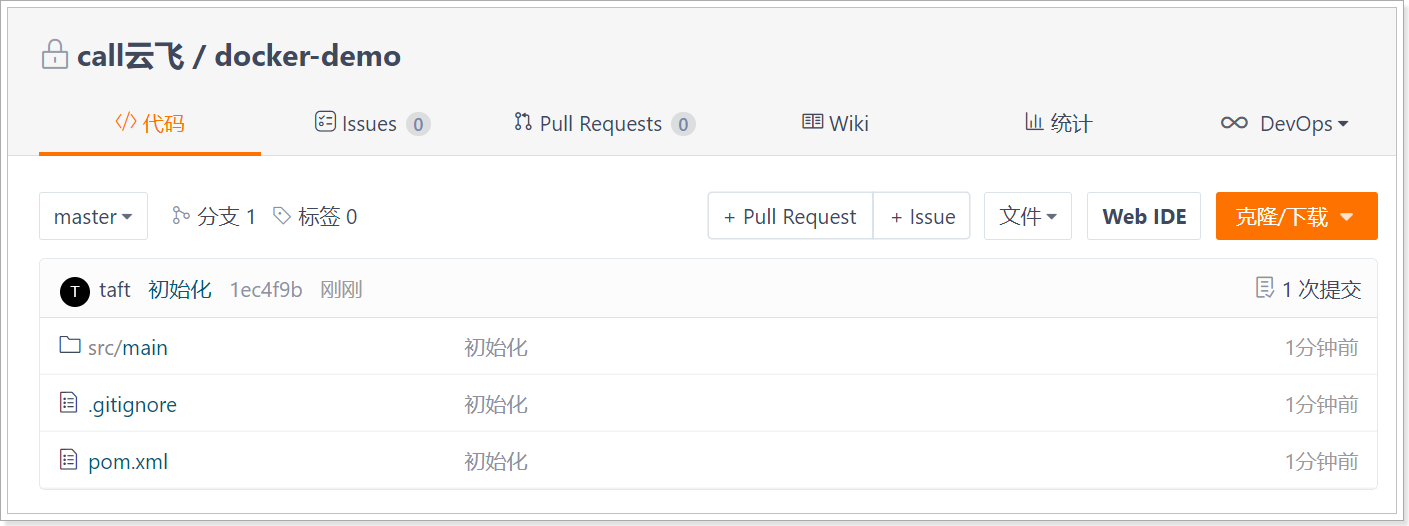 call云飞 / docker-demo
</> 代码 Issues 0 Pull Requests 0 Wiki 统计 DevOps
master 分支 1 标签 0 + Pull Request + Issue 文件 Web IDE 克隆/下载
T taft 初始化 1ec4f9b 刚刚 1 次提交
src/main 初始化 1分钟前
.gitignore 初始化 1分钟前
pom.xml 初始化 1分钟前